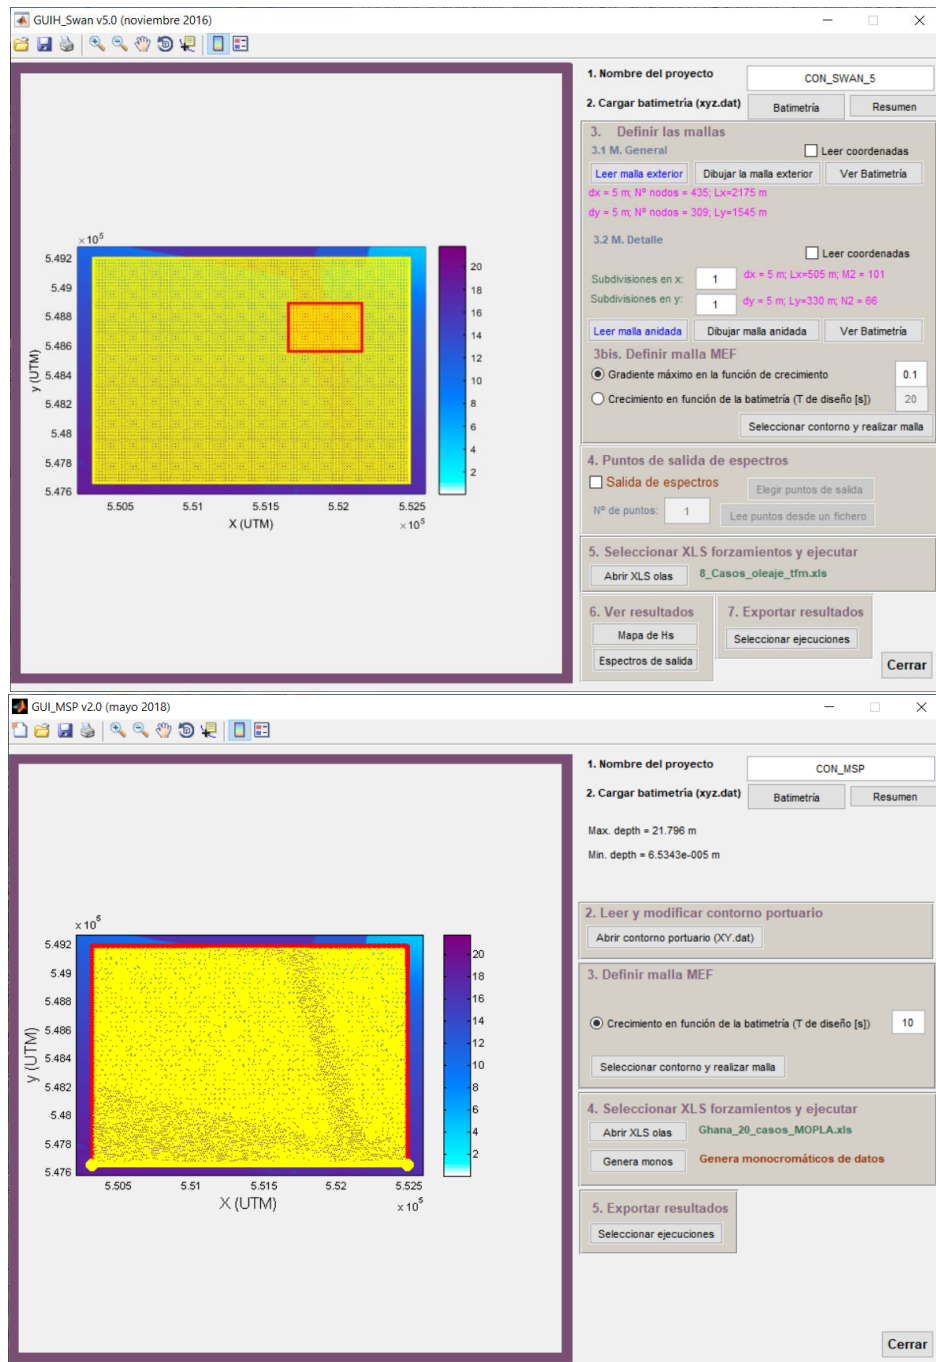 GUIH_Swan v5.0 (noviembre 2016)
1. Nombre del proyecto
CON_SWAN_5
2. Cargar batimetría (xyz.dat)
Batimetría
Resumen
3. Definir las mallas
3.1 M. General
Leer coordenadas
Leer malla exterior
Dibujar la malla exterior
Ver Batimetría
dx = 5 m; Nº nodos = 435; Lx=2175 m
dy = 5 m; Nº nodos = 309; Ly=1545 m
3.2 M. Detalle
Leer coordenadas
Subdivisiones en x:
1
dx = 5 m; Lx=505 m; M2 = 101
Subdivisiones en y:
1
dy = 5 m; Ly=330 m; N2 = 66
Leer malla anidada
Dibujar malla anidada
Ver Batimetría
3bis. Definir malla MEF
Gradiente máximo en la función de crecimiento
0.1
Crecimiento en función de la batimetría (T de diseño [s])
20
Seleccionar contorno y realizar malla
4. Puntos de salida de espectros
Salida de espectros
Elegir puntos de salida
Nº de puntos:
1
Lee puntos desde un fichero
5. Seleccionar XLS forzamientos y ejecutar
Abrir XLS olas
8_Casos_oleaje_tfm.xls
6. Ver resultados
Mapa de Hs
Espectros de salida
7. Exportar resultados
Seleccionar ejecuciones
Cerrar
× 10⁵
5.492
5.49
5.488
5.486
5.484
5.482
5.48
5.478
5.476
y (UTM)
5.505
5.51
5.515
5.52
5.525
X (UTM)
× 10⁵
20
18
16
14
12
10
8
6
4
2
GUI_MSP v2.0 (mayo 2018)
1. Nombre del proyecto
CON_MSP
2. Cargar batimetría (xyz.dat)
Batimetría
Resumen
Max. depth = 21.796 m
Min. depth = 6.5343e-005 m
2. Leer y modificar contorno portuario
Abrir contorno portuario (XY.dat)
3. Definir malla MEF
Crecimiento en función de la batimetría (T de diseño [s])
10
Seleccionar contorno y realizar malla
4. Seleccionar XLS forzamientos y ejecutar
Abrir XLS olas
Ghana_20_casos_MOPLA.xls
Genera monos
Genera monocromáticos de datos
5. Exportar resultados
Seleccionar ejecuciones
Cerrar
× 10⁵
5.492
5.49
5.488
5.486
5.484
5.482
5.48
5.478
5.476
y (UTM)
5.505
5.51
5.515
5.52
5.525
X (UTM)
× 10⁵
20
18
16
14
12
10
8
6
4
2